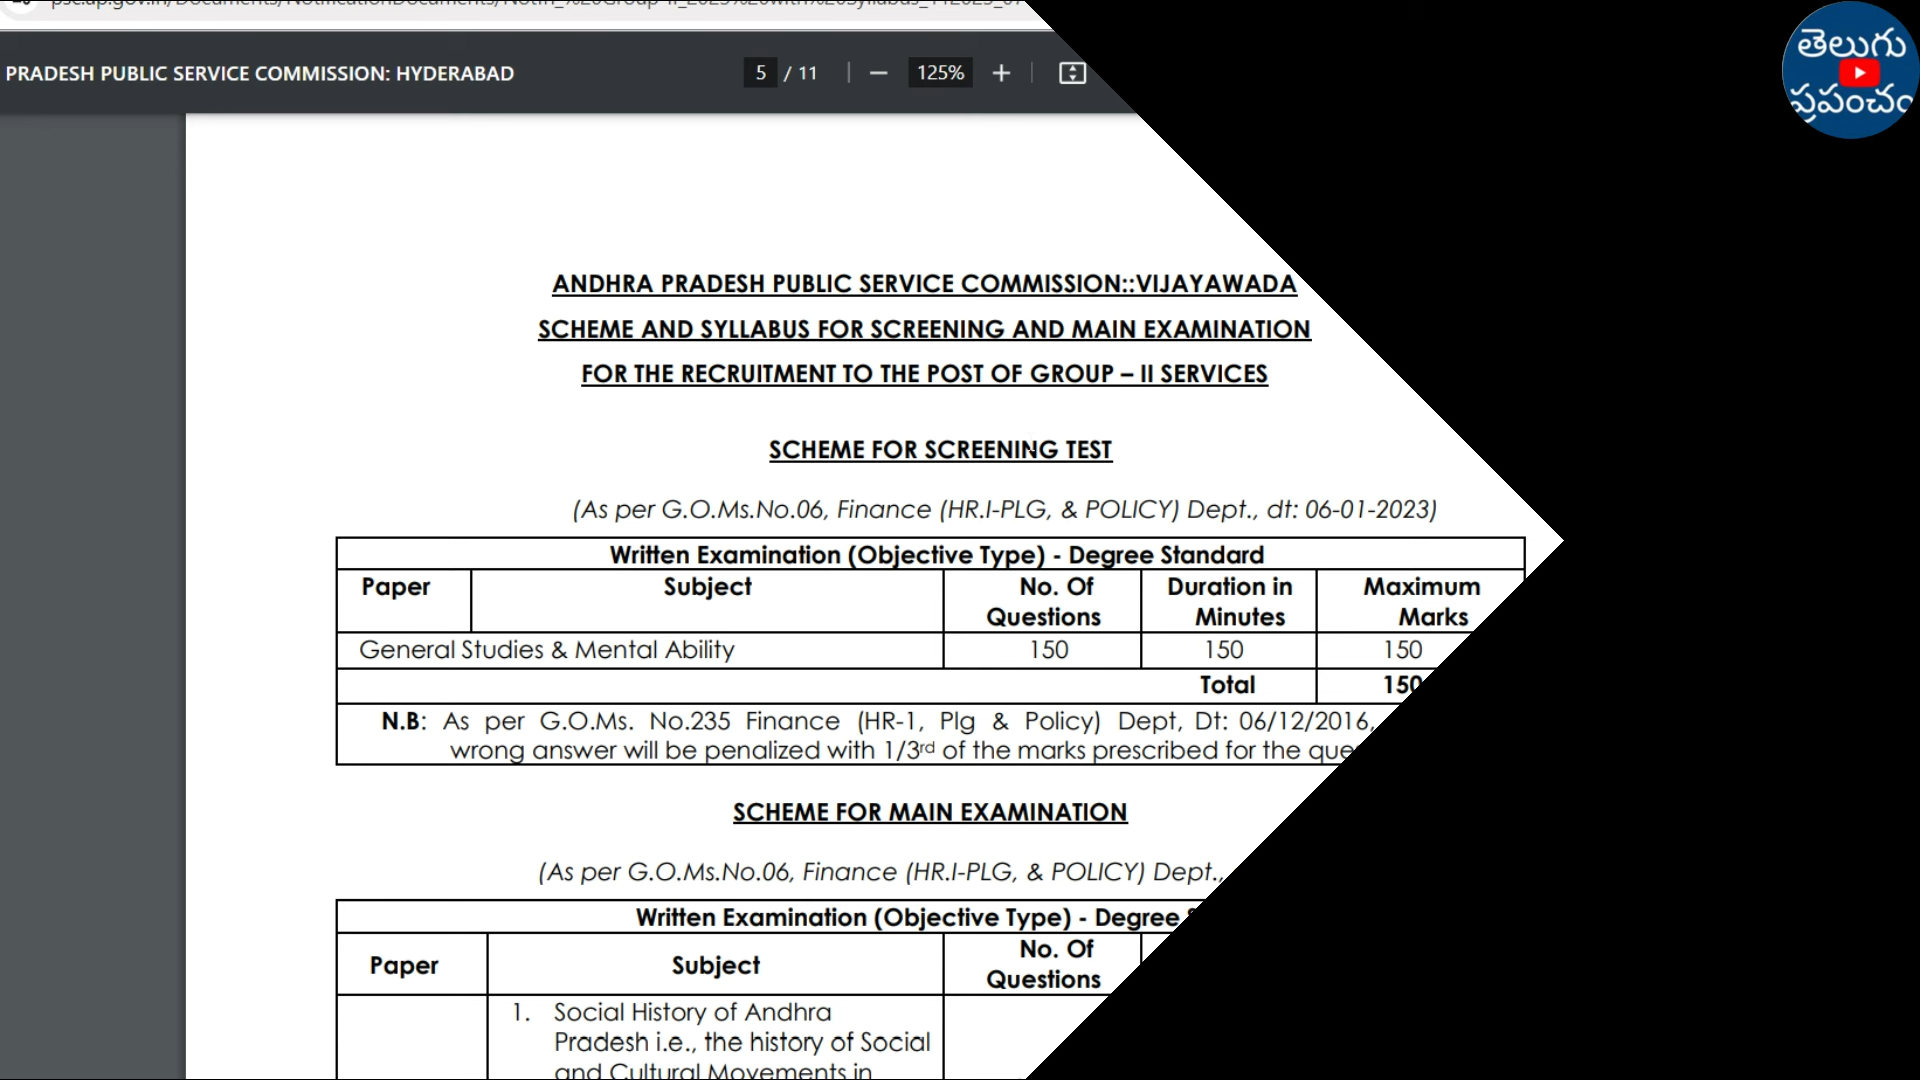 PRADESH PUBLIC SERVICE COMMISSION: HYDERABAD
5 / 11
125%
తెలుగు
ప్రపంచం
ANDHRA PRADESH PUBLIC SERVICE COMMISSION::VIJAYAWADA
SCHEME AND SYLLABUS FOR SCREENING AND MAIN EXAMINATION
FOR THE RECRUITMENT TO THE POST OF GROUP – II SERVICES
SCHEME FOR SCREENING TEST
(As per G.O.Ms.No.06, Finance (HR.I-PLG, & POLICY) Dept., dt: 06-01-2023)
Written Examination (Objective Type) - Degree Standard
Paper Subject No. Of Questions Duration in Minutes Maximum Marks
General Studies & Mental Ability 150 150 150
Total 150
N.B: As per G.O.Ms. No.235 Finance (HR-1, Plg & Policy) Dept, Dt: 06/12/2016,
wrong answer will be penalized with 1/3rd of the marks prescribed for the
SCHEME FOR MAIN EXAMINATION
(As per G.O.Ms.No.06, Finance (HR.I-PLG, & POLICY) Dept.,
Written Examination (Objective Type) - Degree
Paper Subject No. Of Questions
1. Social History of Andhra
Pradesh i.e., the history of Social
and Cultural Movements in